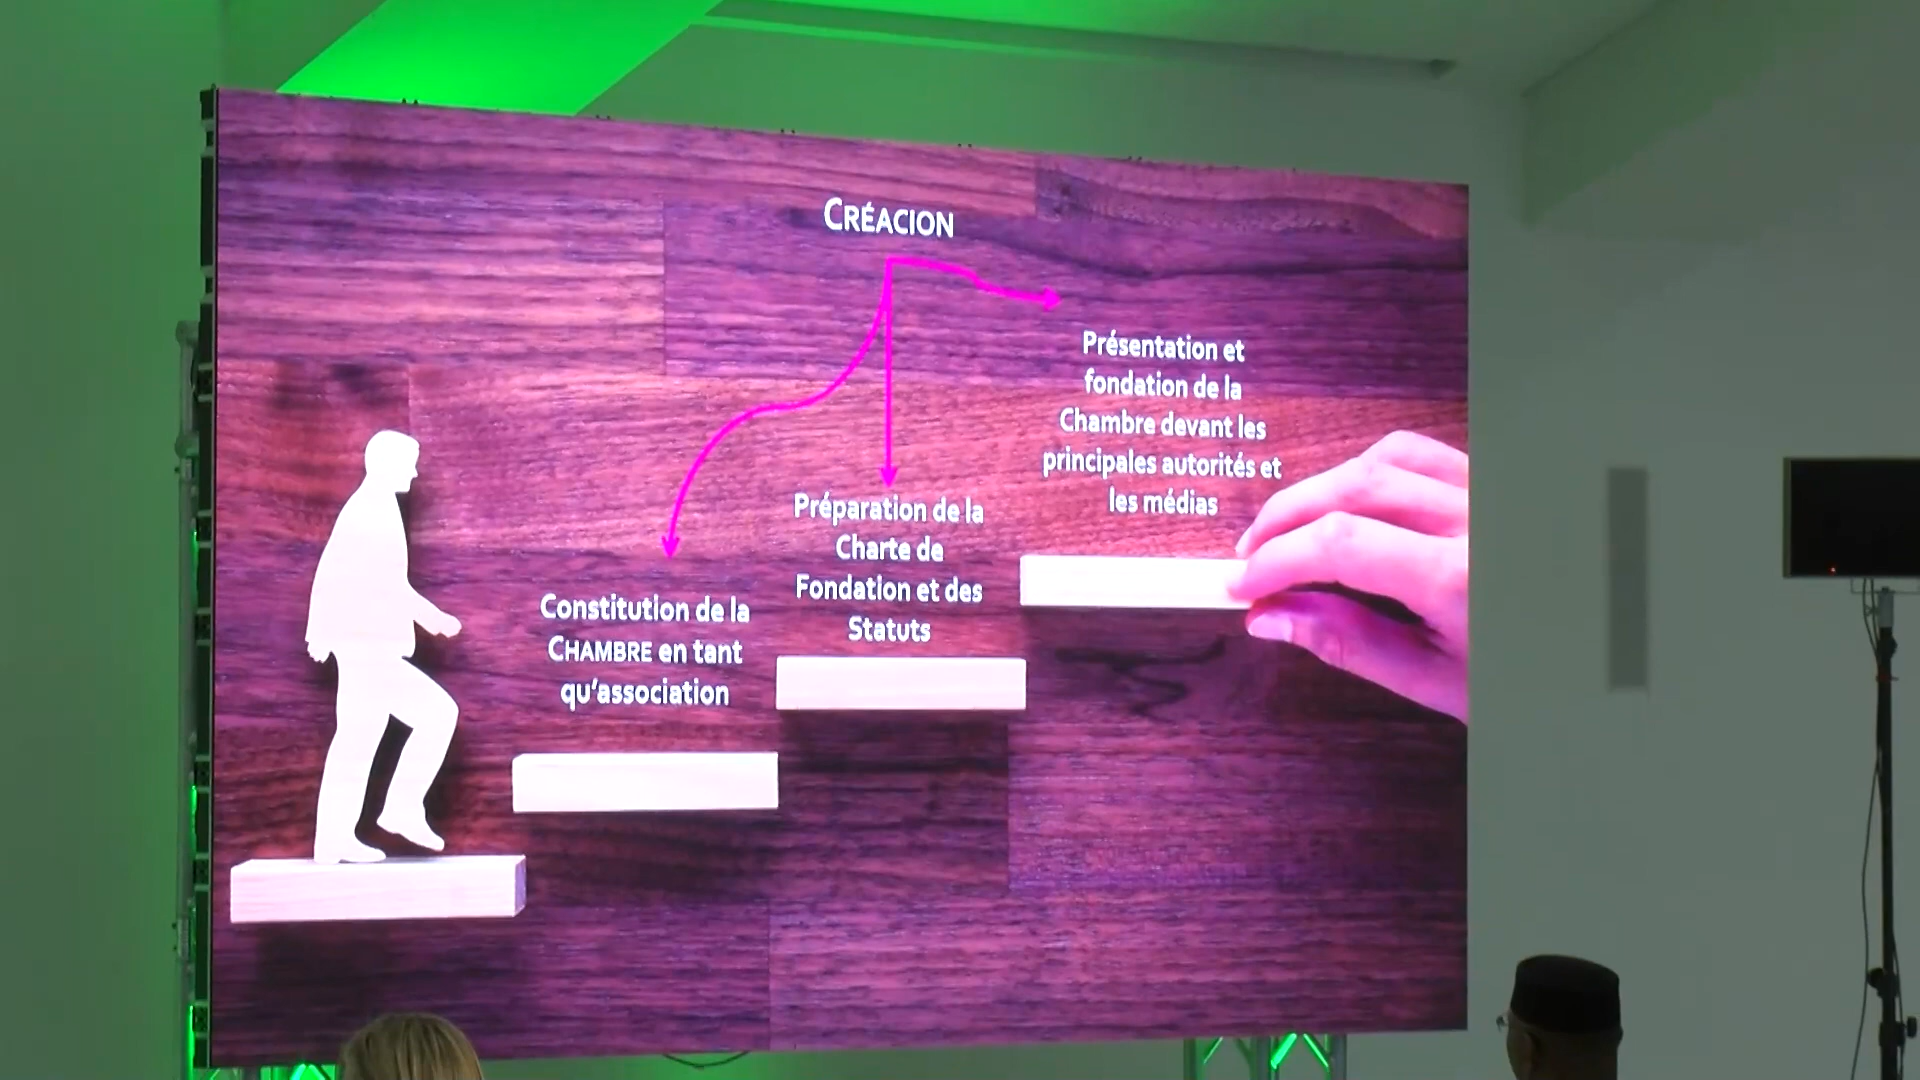 CRÉACION
Constitution de la
CHAMBRE en tant
qu'association
Préparation de la
Charte de
Fondation et des
Statuts
Présentation et
fondation de la
Chambre devant les
principales autorités et
les médias